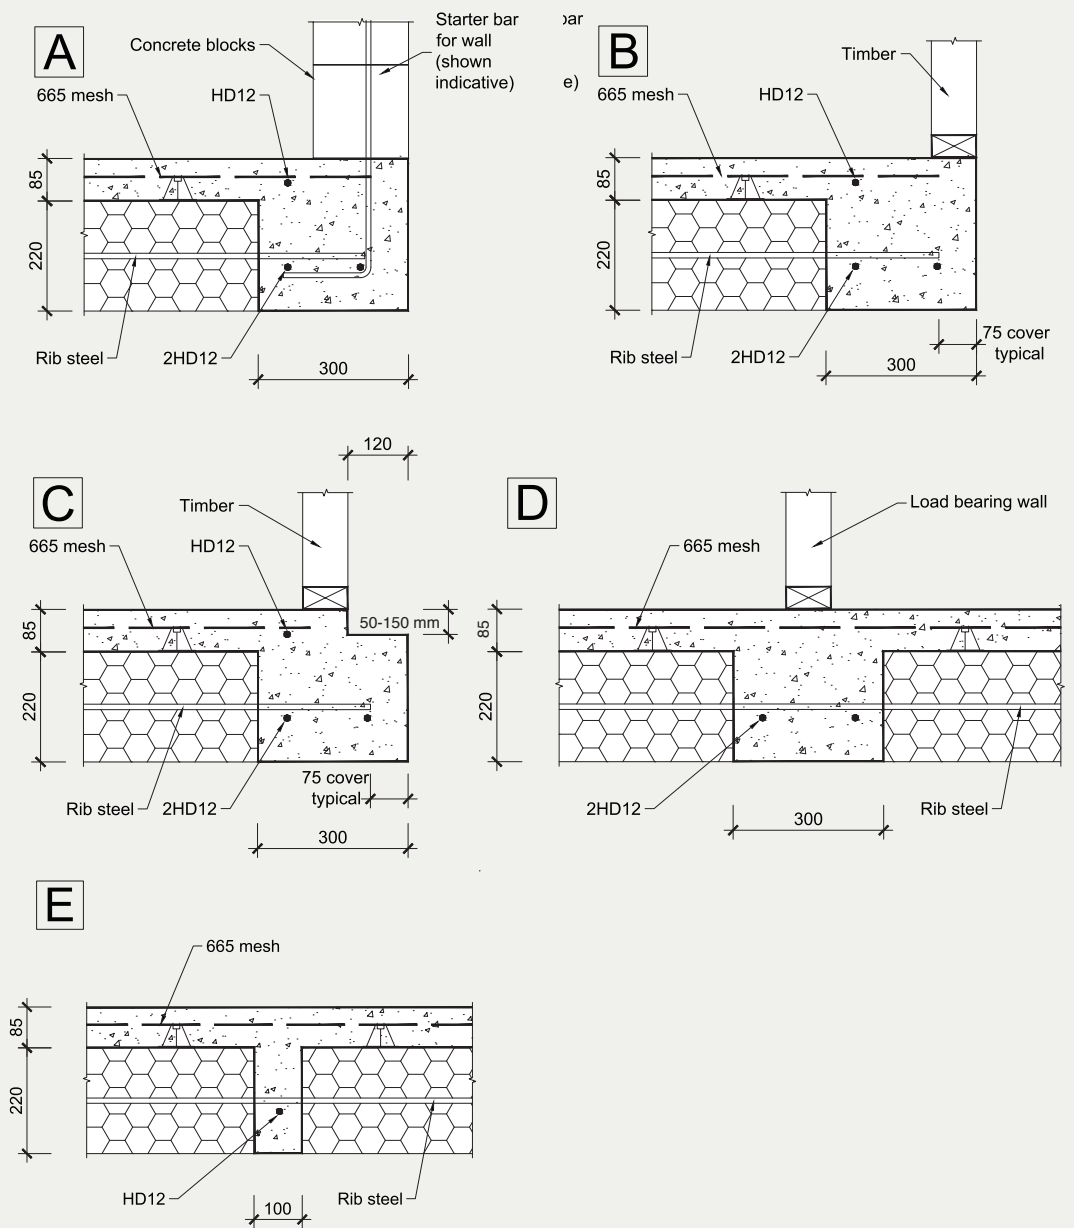 A
Concrete blocks
Starter bar
for wall
(shown
indicative)
665 mesh
HD12
85
220
Rib steel
2HD12
300
bar
e)
B
Timber
665 mesh
HD12
85
220
Rib steel
2HD12
75 cover
typical
300
120
C
Timber
665 mesh
HD12
50-150 mm
85
220
75 cover
typical
Rib steel
2HD12
300
D
Load bearing wall
665 mesh
85
220
2HD12
Rib steel
300
E
665 mesh
85
220
HD12
Rib steel
100